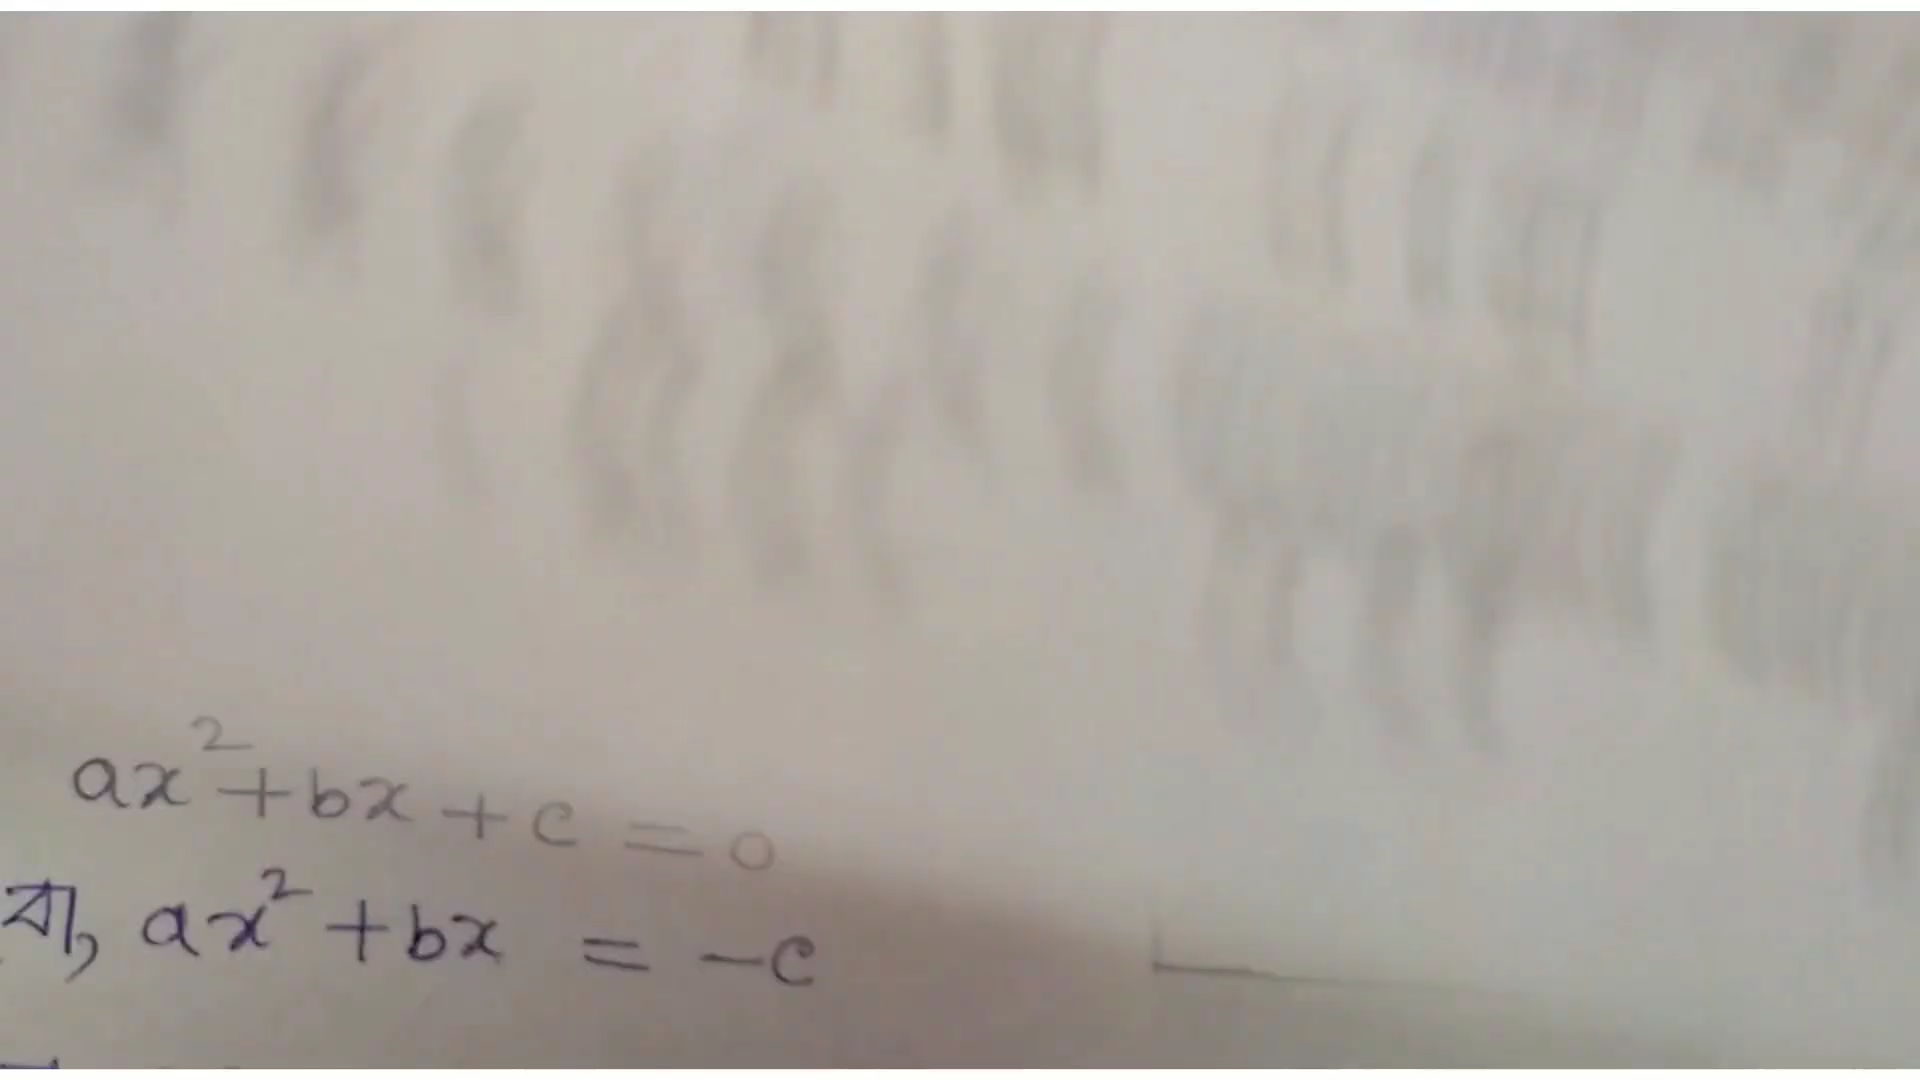 ax²+bx+c=0
বা, ax²+bx = -c